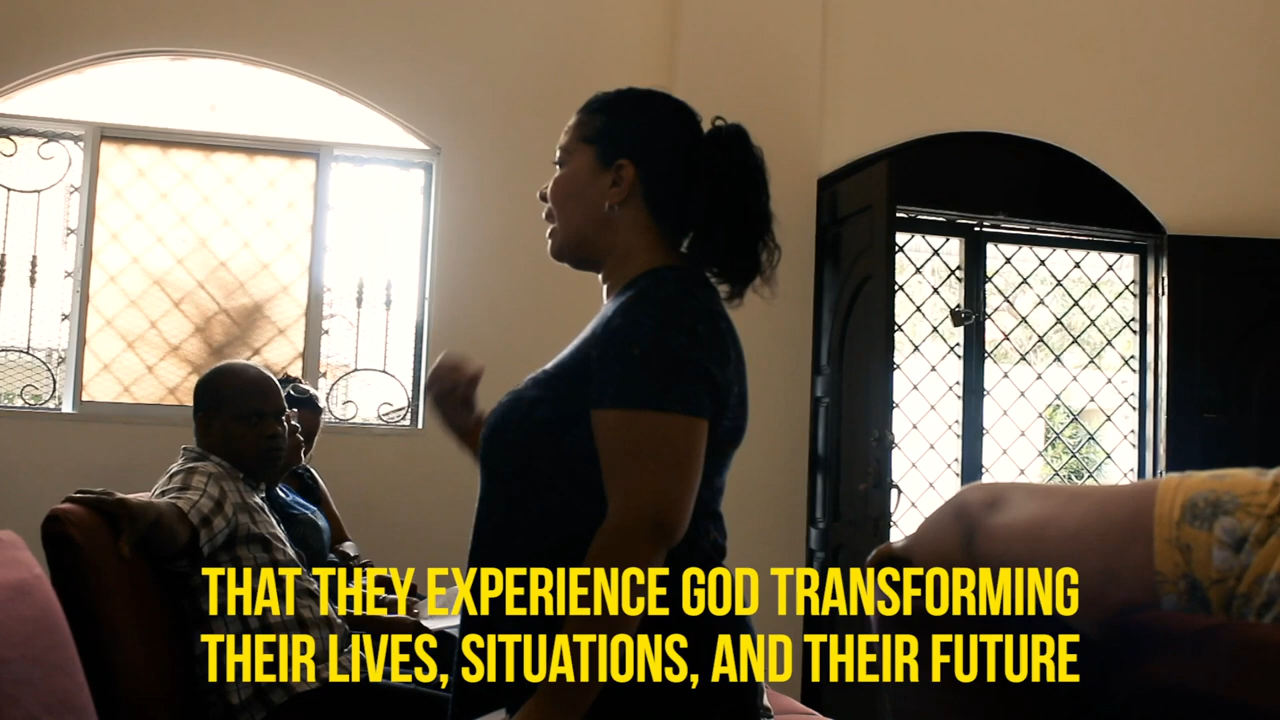 THAT THEY EXPERIENCE GOD TRANSFORMING
THEIR LIVES, SITUATIONS, AND THEIR FUTURE